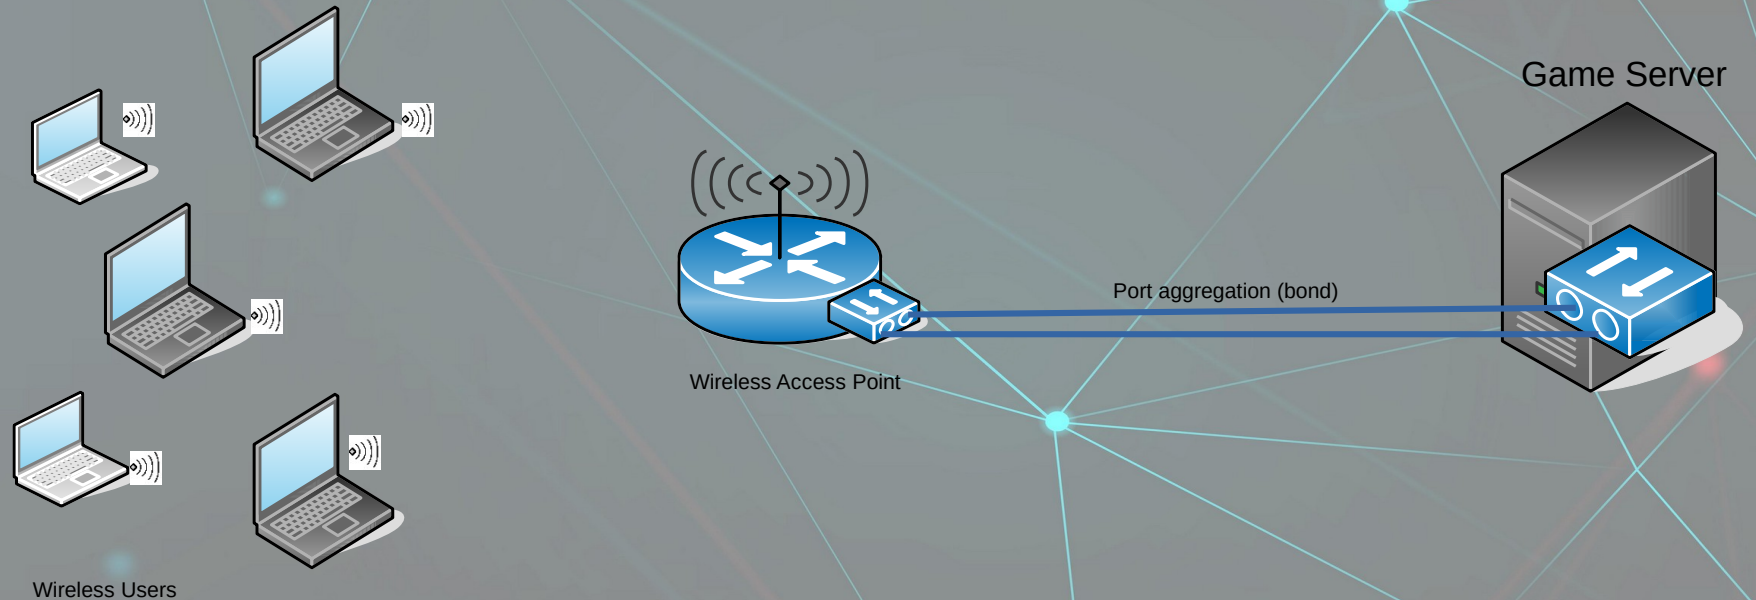 Game Server
Port aggregation (bond)
Wireless Access Point
Wireless Users